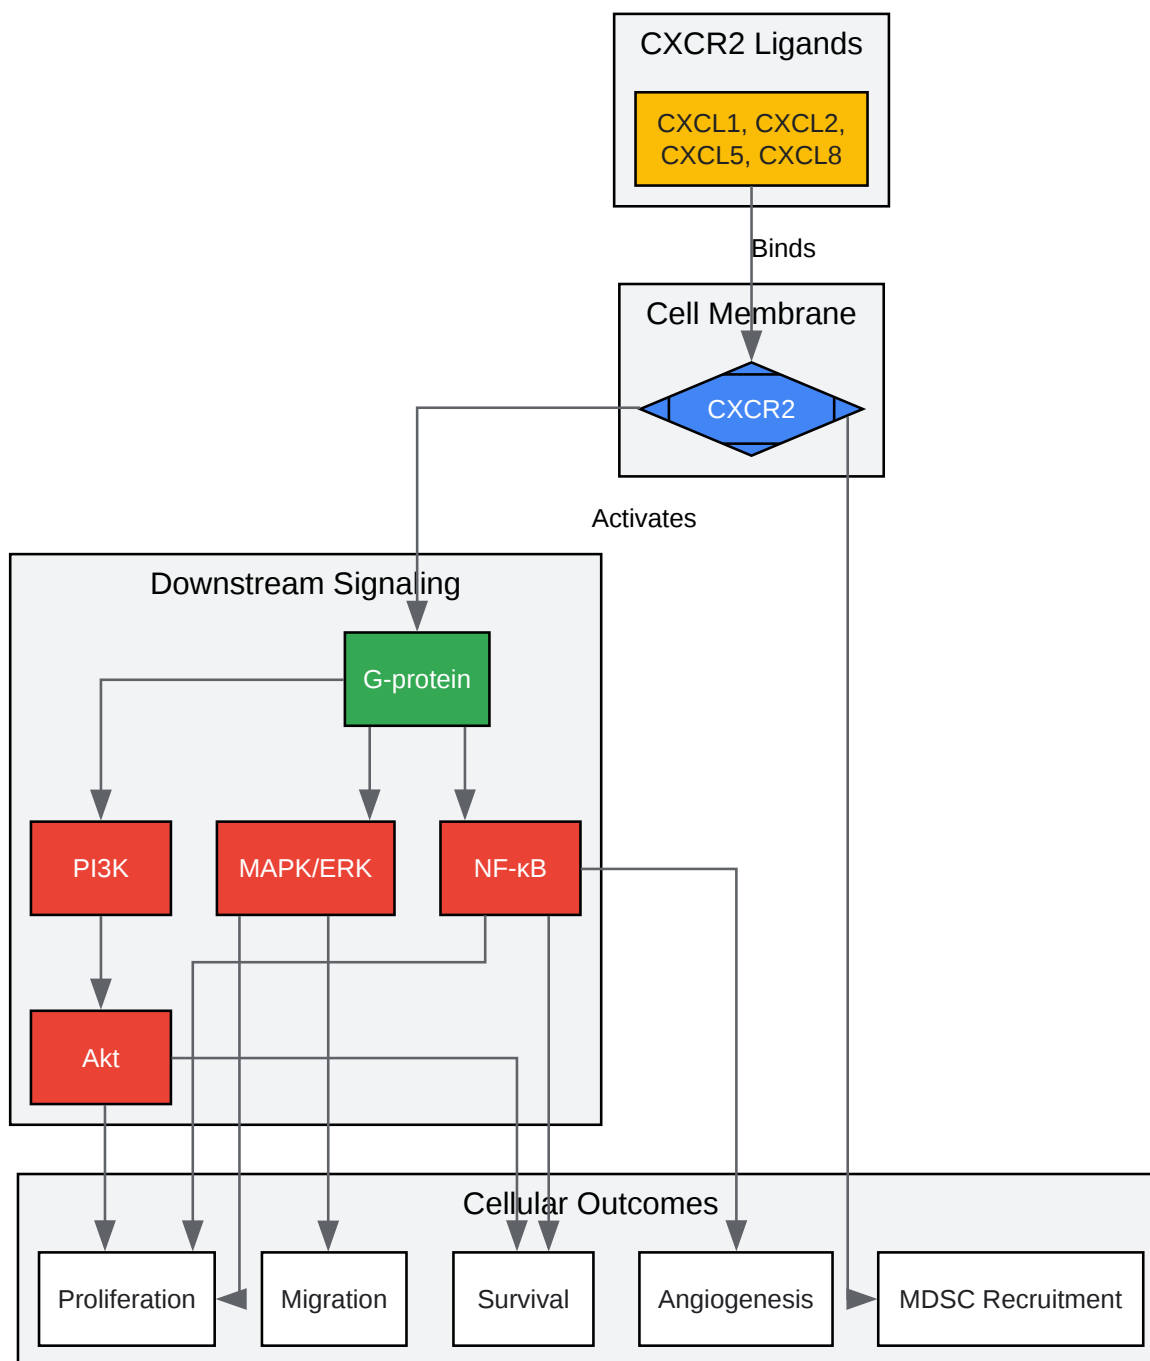 CXCR2 Ligands
CXCL1, CXCL2,
CXCL5, CXCL8
Binds
Cell Membrane
CXCR2
Activates
Downstream Signaling
G-protein
PI3K
MAPK/ERK
NF-κB
Akt
Cellular Outcomes
Proliferation
Migration
Survival
Angiogenesis
MDSC Recruitment